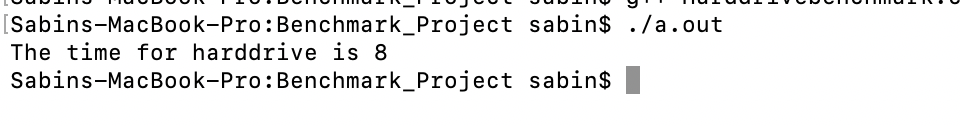 [Sabins-MacBook-Pro:Benchmark_Project sabin$ ./a.out
The time for harddrive is 8
Sabins-MacBook-Pro:Benchmark_Project sabin$